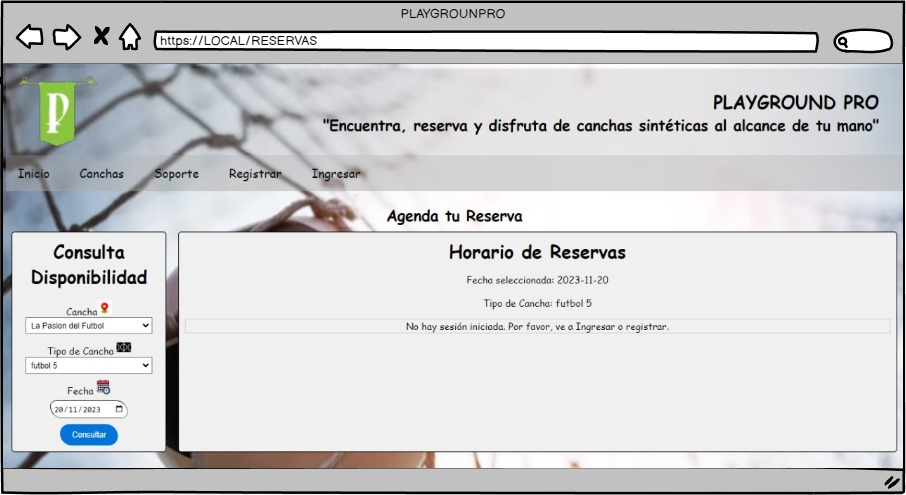 PLAYGROUNPRO
https://LOCAL/RESERVAS
P
PLAYGROUND PRO
"Encuentra, reserva y disfruta de canchas sintéticas al alcance de tu mano"
Inicio Canchas Soporte Registrar Ingresar
Agenda tu Reserva
Consulta
Disponibilidad
Cancha
La Pasion del Futbol
Tipo de Cancha
futbol 5
Fecha
20/11/2023
Consultar
Horario de Reservas
Fecha seleccionada: 2023-11-20
Tipo de Cancha: futbol 5
No hay sesión iniciada. Por favor, ve a Ingresar o registrar.